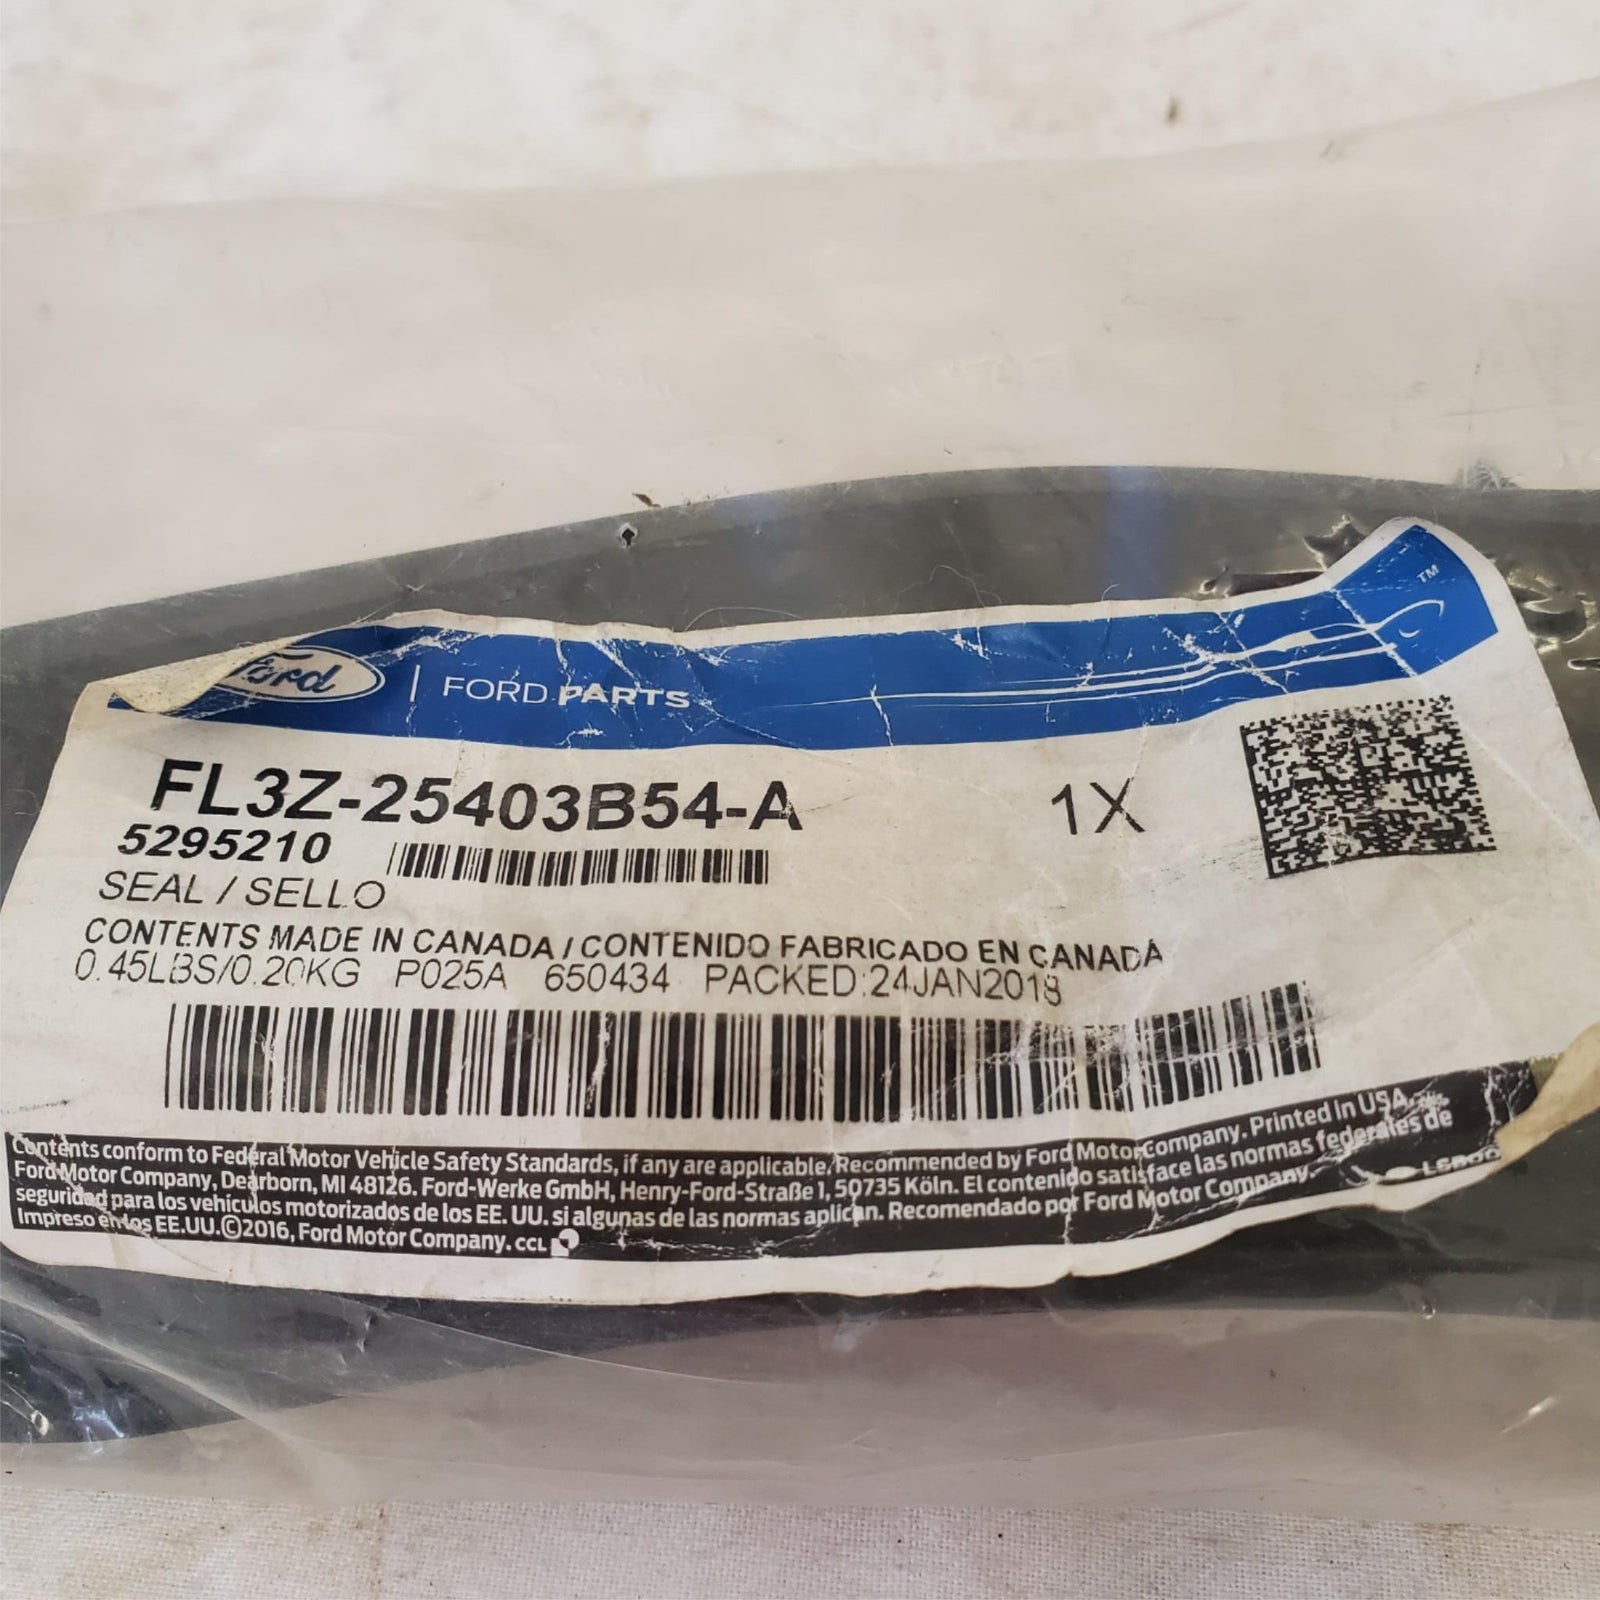 Ford | FORD PARTS
TM
FL3Z-25403B54-A 1X
5295210
SEAL / SELLO
CONTENTS MADE IN CANADA / CONTENIDO FABRICADO EN CANADA
0.45LBS/0.20KG P025A 650434 PACKED:24JAN2018
Contents conform to Federal Motor Vehicle Safety Standards, if any are applicable. Recommended by Ford Motor Company. Printed in USA.
Ford Motor Company, Dearborn, MI 48126. Ford-Werke GmbH, Henry-Ford-Straße 1, 50735 Köln. El contenido satisface las normas federales de
seguridad para los vehículos motorizados de los EE. UU. si algunas de las normas aplican. Recomendado por Ford Motor Company.
Impreso en los EE.UU.©2016, Ford Motor Company. CCL